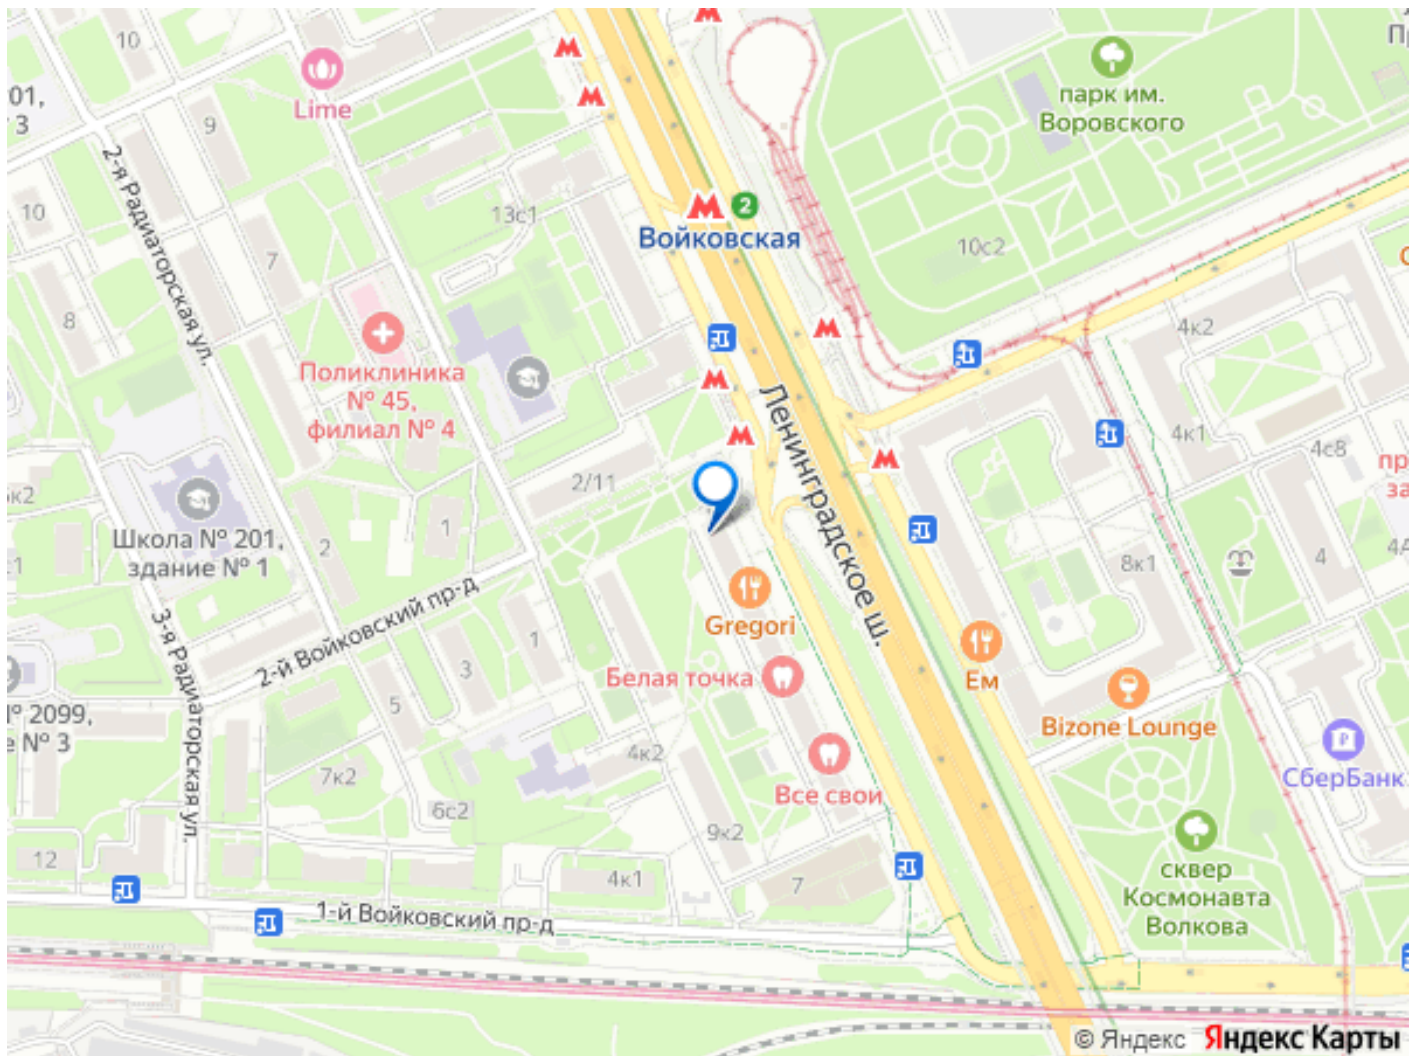 10
Lime
01,
3
9
2-я Радиаторская ул.
10
13с1
7
8
Поликлиника
№ 45,
филиал № 4
Войковская
2
парк им.
Воровского
10с2
4к2
Ленинградское ш.
4к1
4с8
2/11
1
Школа № 201,
здание № 1
2
8к1
4
3-я Радиаторская ул.
2-й Войковский пр-д
Gregori
1
3
5
Белая точка
Ем
Bizone Lounge
№ 2099,
№ 3
7к2
4к2
6с2
Все свои
СберБанк
9к2
12
4к1
7
сквер
Космонавта
Волкова
1-й Войковский пр-д
© Яндекс Яндекс Карты